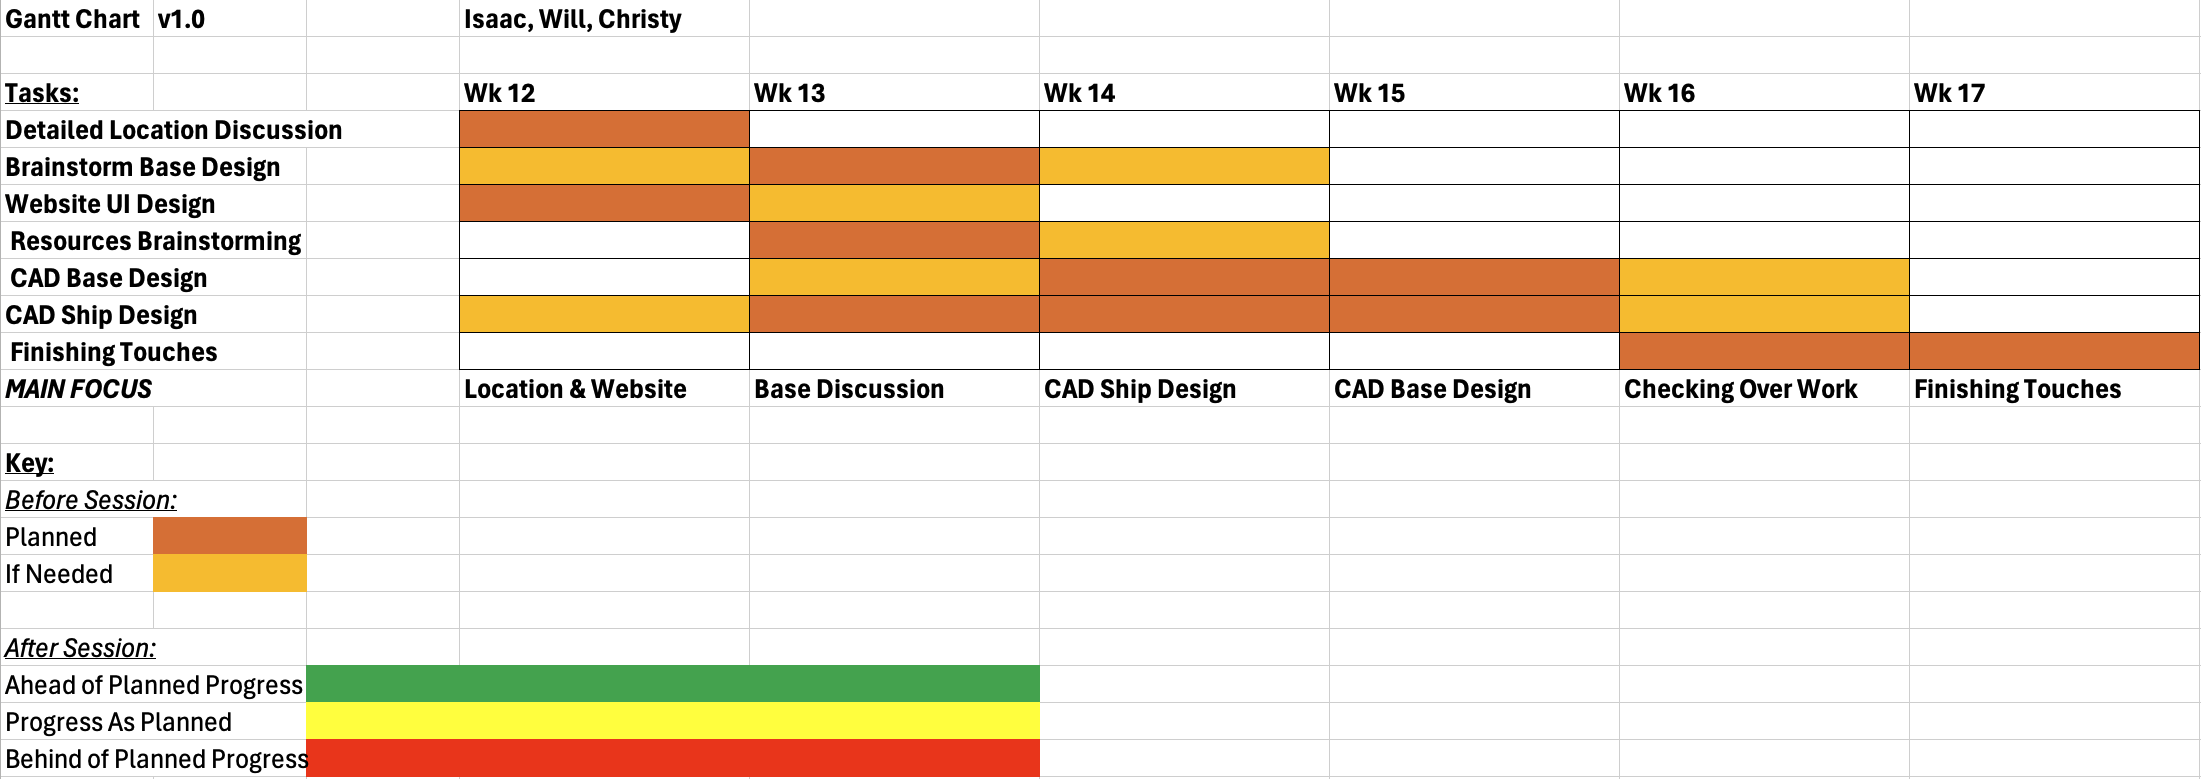 Gantt Chart v1.0 Isaac, Will, Christy
Tasks: Wk 12 Wk 13 Wk 14 Wk 15 Wk 16 Wk 17
Detailed Location Discussion
Brainstorm Base Design
Website UI Design
Resources Brainstorming
CAD Base Design
CAD Ship Design
Finishing Touches
MAIN FOCUS Location & Website Base Discussion CAD Ship Design CAD Base Design Checking Over Work Finishing Touches
Key:
Before Session:
Planned
If Needed
After Session:
Ahead of Planned Progress
Progress As Planned
Behind of Planned Progress